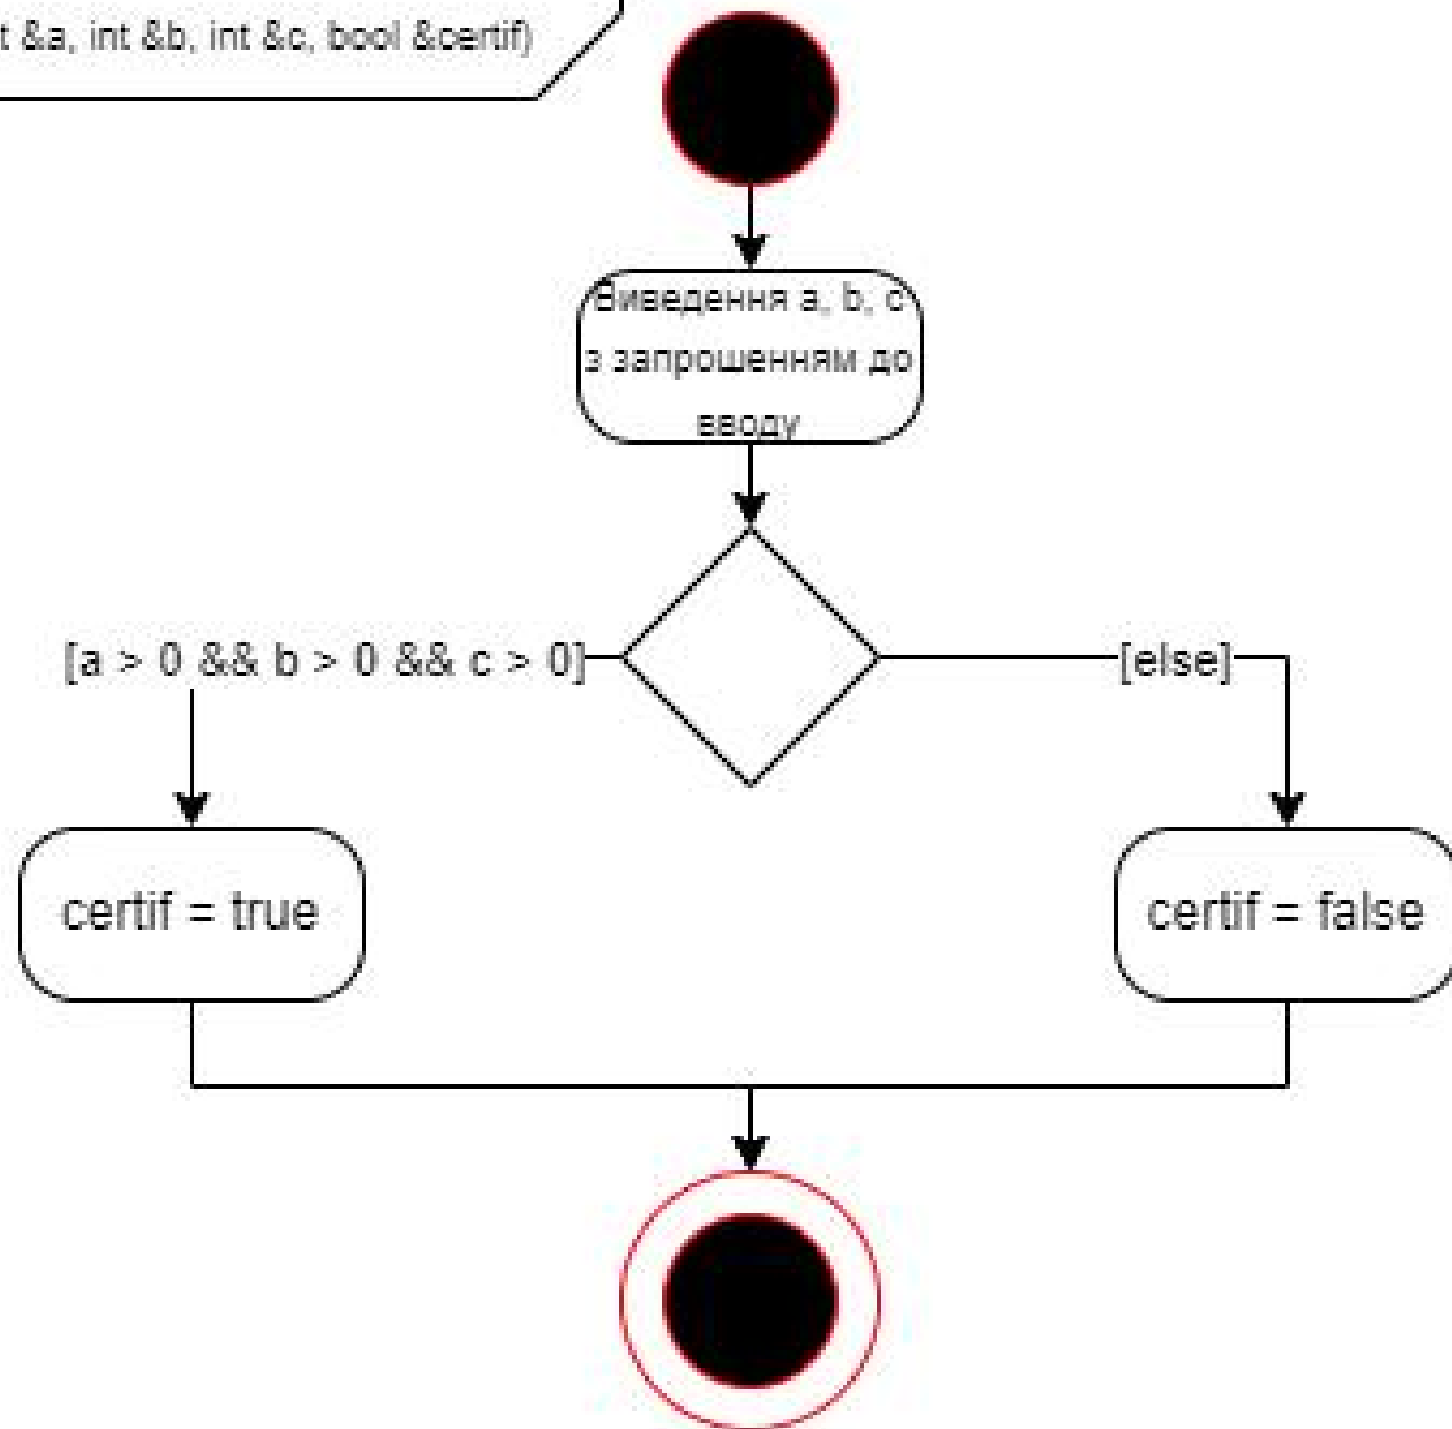 t &a, int &b, int &c, bool &certif)
Виведення a, b, c
з запрошенням до
вводу
[a > 0 && b > 0 && c > 0]
[else]
certif = true
certif = false